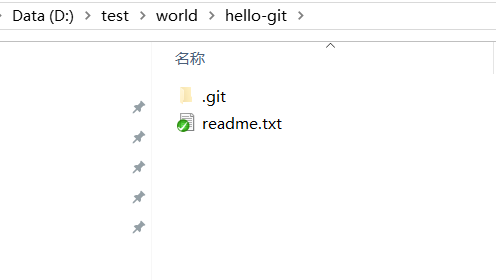 Data (D:) > test > world > hello-git >
名称
.git
readme.txt